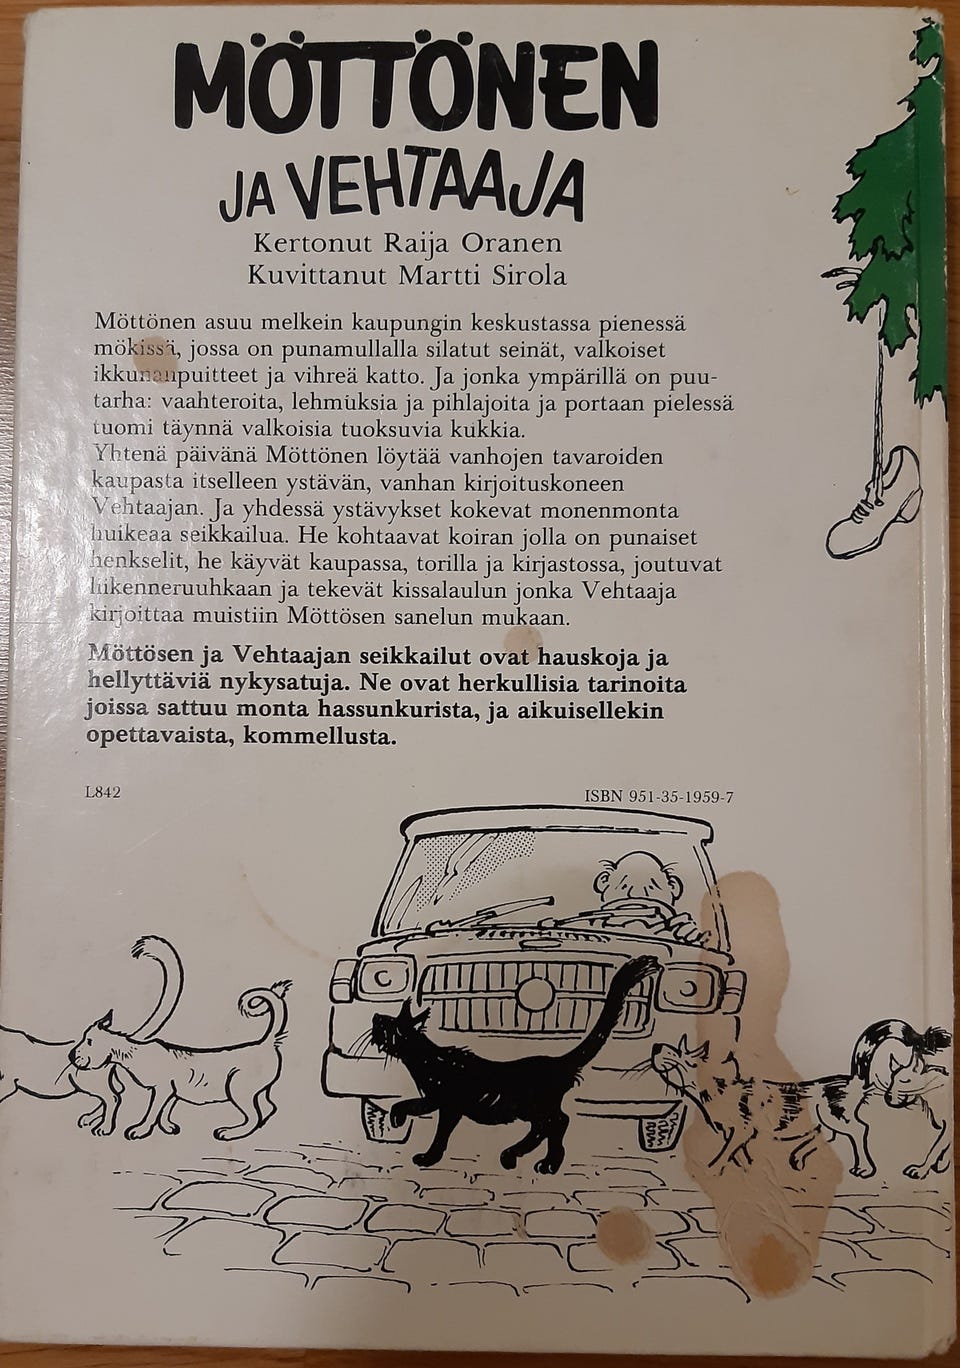 MÖTTÖNEN
JA VEHTAAJA
Kertonut Raija Oranen
Kuvittanut Martti Sirola
Möttönen asuu melkein kaupungin keskustassa pienessä
mökissä, jossa on punamullalla silatut seinät, valkoiset
ikkunanpuitteet ja vihreä katto. Ja jonka ympärillä on puu-
tarha: vaahteroita, lehmuksia ja pihlajoita ja portaan pielessä
tuomi täynnä valkoisia tuoksuvia kukkia.
Yhtenä päivänä Möttönen löytää vanhojen tavaroiden
kaupasta itselleen ystävän, vanhan kirjoituskoneen
Vehtaajan. Ja yhdessä ystävykset kokevat monenmonta
huikeaa seikkailua. He kohtaavat koiran jolla on punaiset
henkselit, he käyvät kaupassa, torilla ja kirjastossa, joutuvat
liikenneruuhkaan ja tekevät kissalaulun jonka Vehtaaja
kirjoittaa muistiin Möttösen sanelun mukaan.
Möttösen ja Vehtaajan seikkailut ovat hauskoja ja
hellyttäviä nykysatuja. Ne ovat herkullisia tarinoita
joissa sattuu monta hassunkurista, ja aikuisellekin
opettavaista, kommellusta.
L842
ISBN 951-35-1959-7